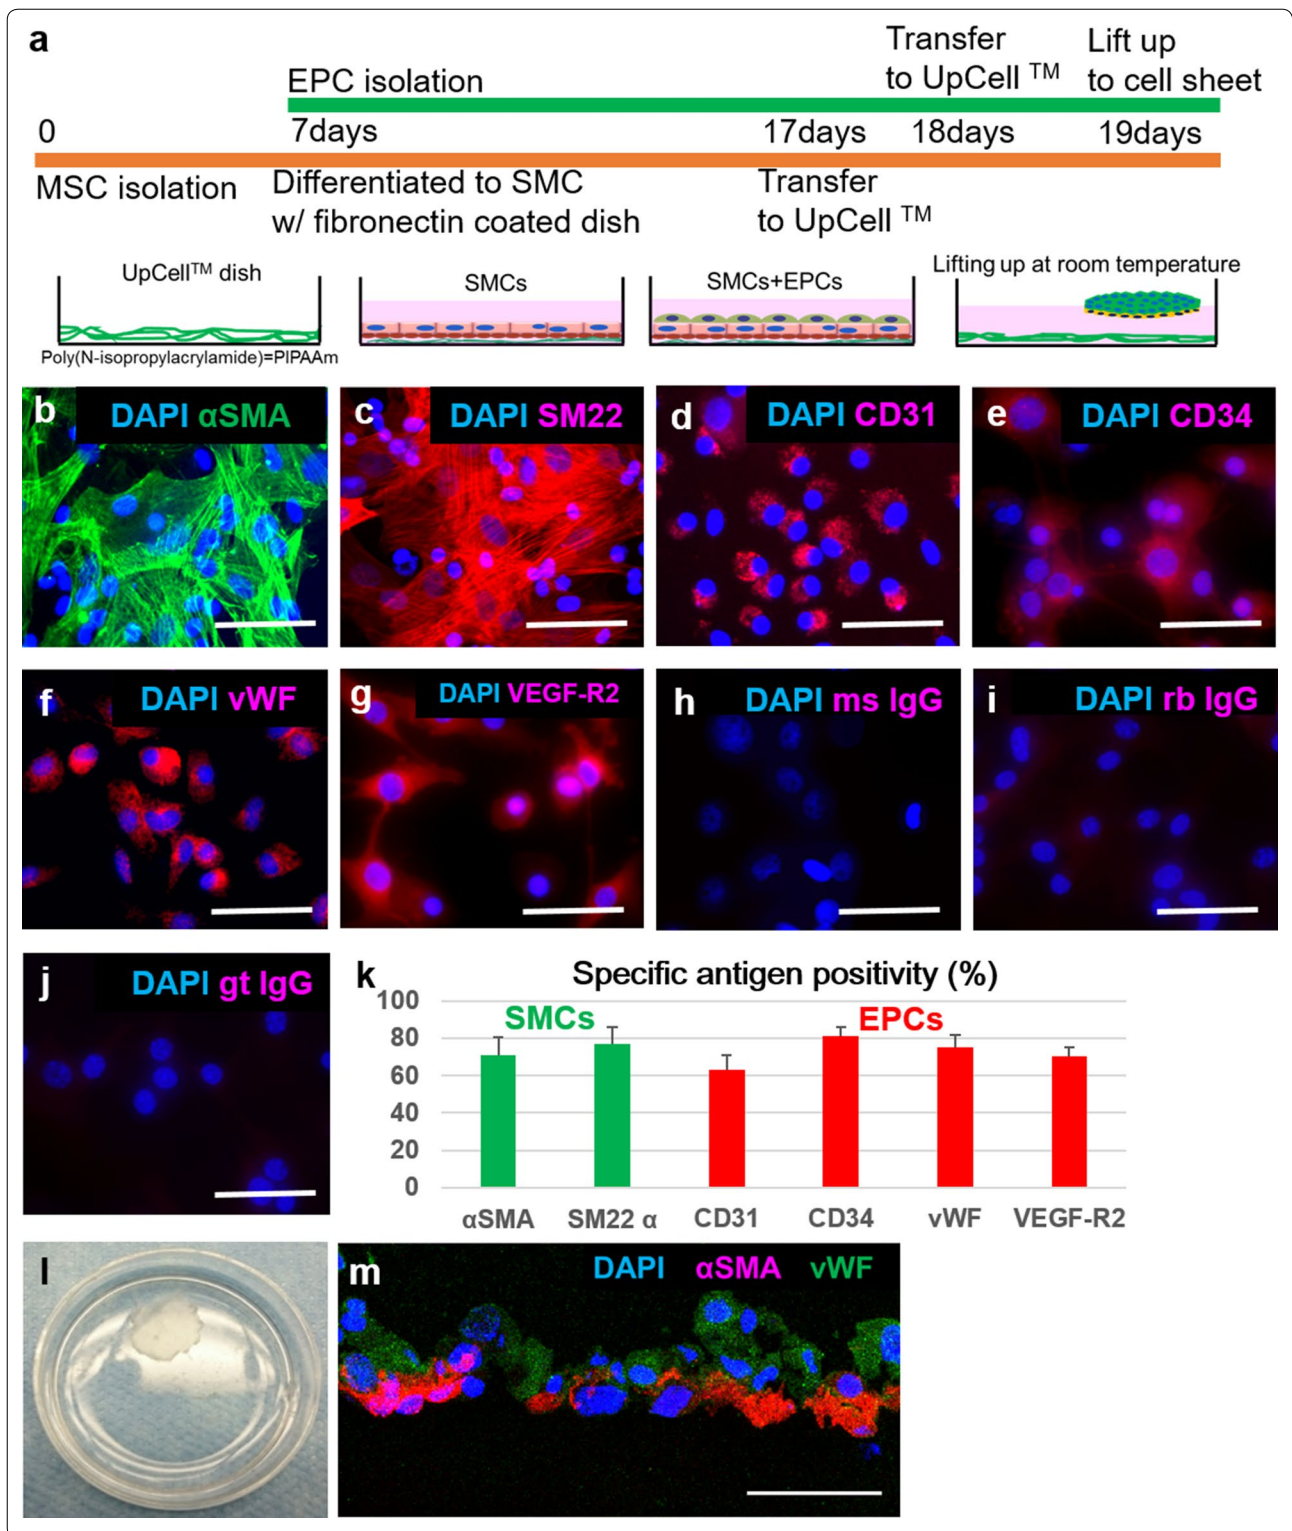 a
Transfer
to UpCell TM
Lift up
to cell sheet
EPC isolation
0
7days
17days
18days
19days
MSC isolation
Differentiated to SMC
w/ fibronectin coated dish
Transfer
to UpCell TM
UpCellTM dish
SMCs
SMCs+EPCs
Lifting up at room temperature
Poly(N-isopropylacrylamide)=PIPAAm
b DAPI αSMA
c DAPI SM22
d DAPI CD31
e DAPI CD34
f DAPI vWF
g DAPI VEGF-R2
h DAPI ms IgG
i DAPI rb IgG
j DAPI gt IgG
k Specific antigen positivity (%)
100
80
60
40
20
0
SMCs
EPCs
αSMA SM22 α CD31 CD34 vWF VEGF-R2
l
m DAPI αSMA vWF